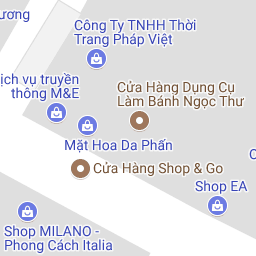 ương
Công Ty TNHH Thời
Trang Pháp Việt
ịch vụ truyền
thông M&E
Cửa Hàng Dụng Cụ
Làm Bánh Ngọc Thư
Mặt Hoa Da Phấn
Cửa Hàng Shop & Go
Shop EA
Shop MILANO -
Phong Cách Italia